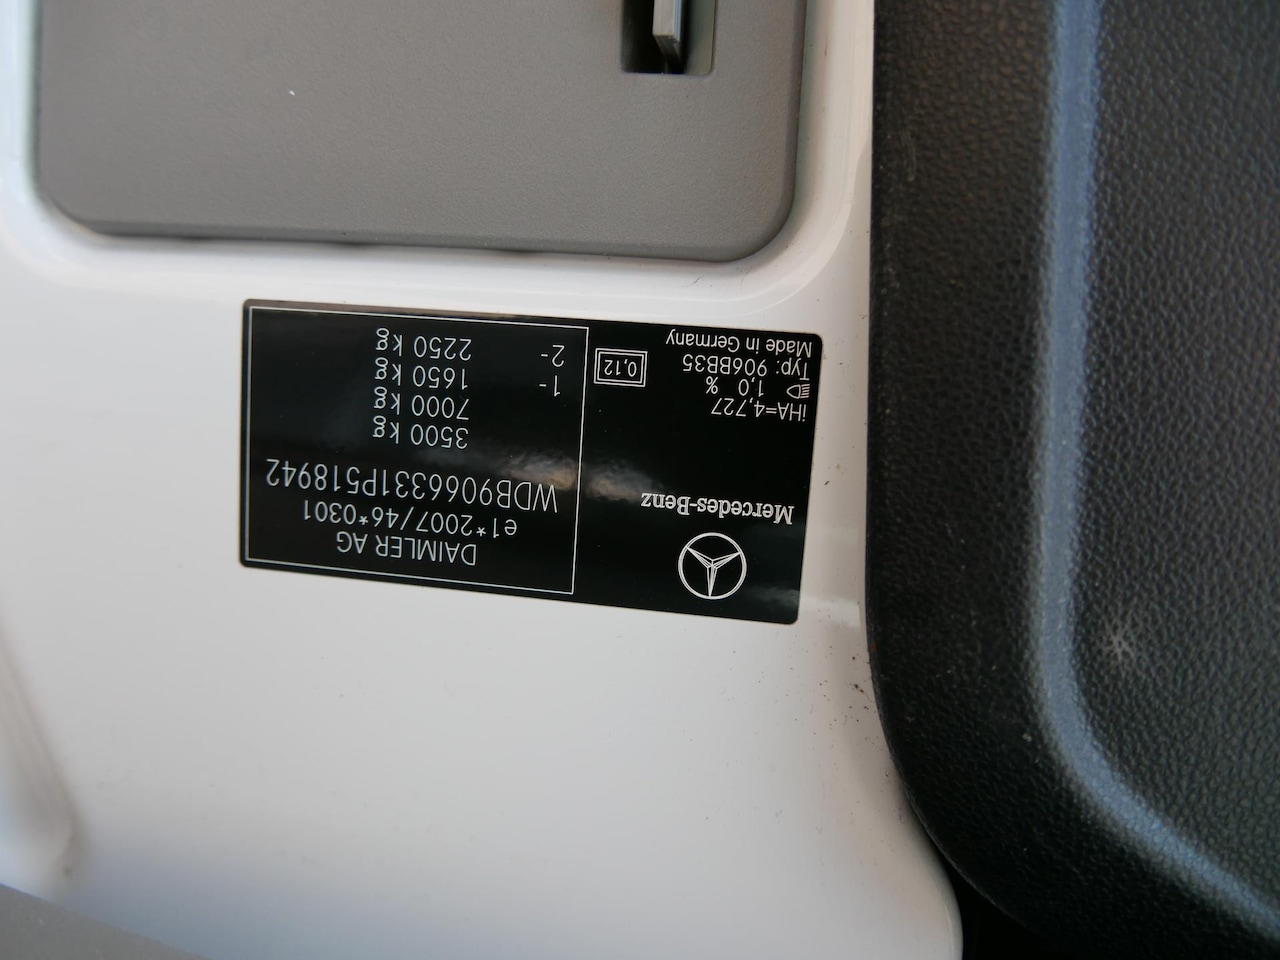 Mercedes-Benz
iHA=4,727
1,0 %
Typ: 906BB35
Made in Germany
0,12
DAIMLER AG
e1*2007/46*0301
WDB9066331P518942
3500 kg
7000 kg
1- 1650 kg
2- 2250 kg